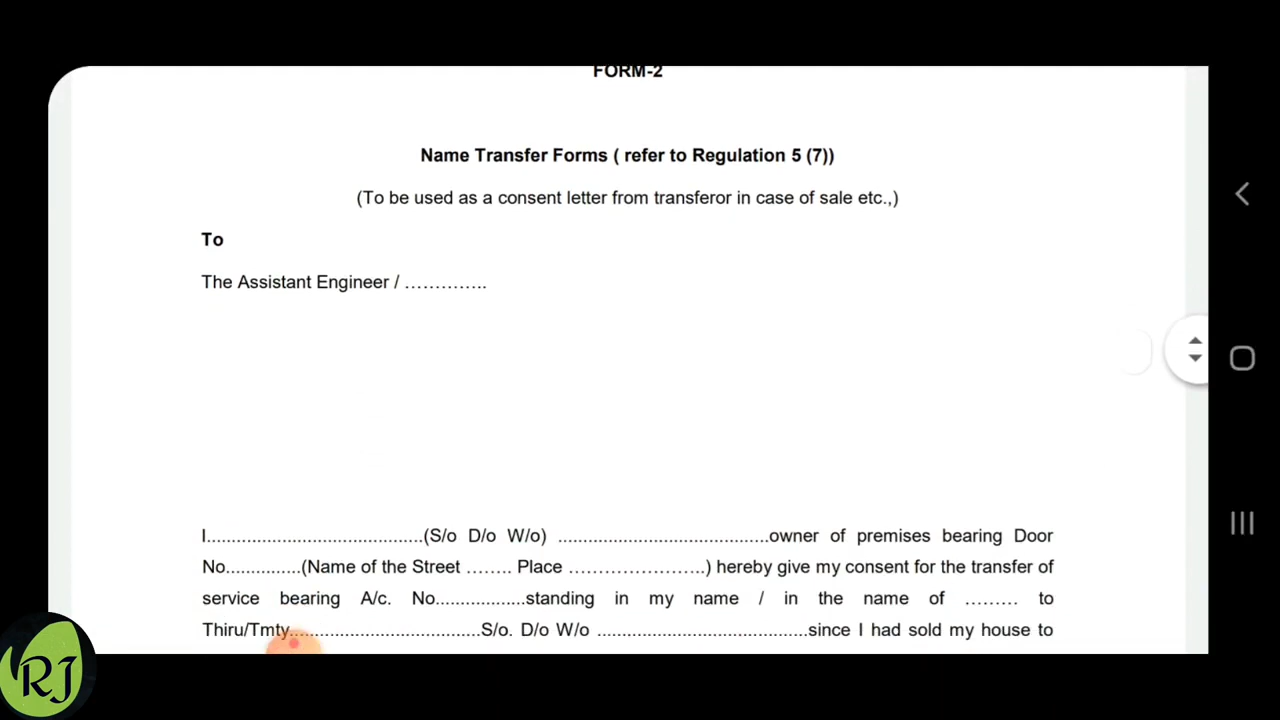 FORM-2
Name Transfer Forms ( refer to Regulation 5 (7))
(To be used as a consent letter from transferor in case of sale etc.,)
To
The Assistant Engineer / …………..
I.........................................(S/o D/o W/o) ........................................owner of premises bearing Door
No..............(Name of the Street …….. Place …………………..) hereby give my consent for the transfer of
service bearing A/c. No.................standing in my name / in the name of ……… to
Thiru/Tmty....................................S/o. D/o W/o ........................................since I had sold my house to
RJ